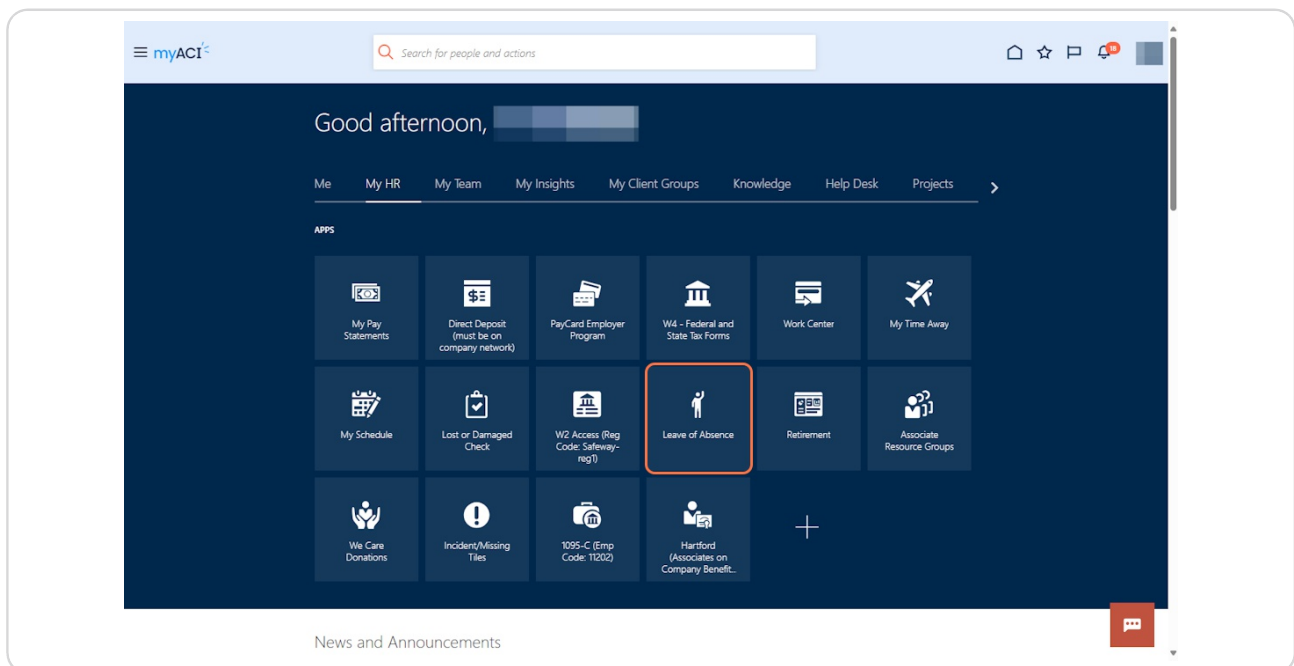 myACI
Search for people and actions
16
Good afternoon,
Me My HR My Team My Insights My Client Groups Knowledge Help Desk Projects
APPS
My Pay
Statements
Direct Deposit
(must be on
company network)
PayCard Employer
Program
W4 - Federal and
State Tax Forms
Work Center
My Time Away
My Schedule
Lost or Damaged
Check
W2 Access (Reg
Code: Safeway-
reg1)
Leave of Absence
Retirement
Associate
Resource Groups
We Care
Donations
Incident/Missing
Tiles
1095-C (Emp
Code: 11202)
Hartford
(Associates on
Company Benefit...
News and Announcements